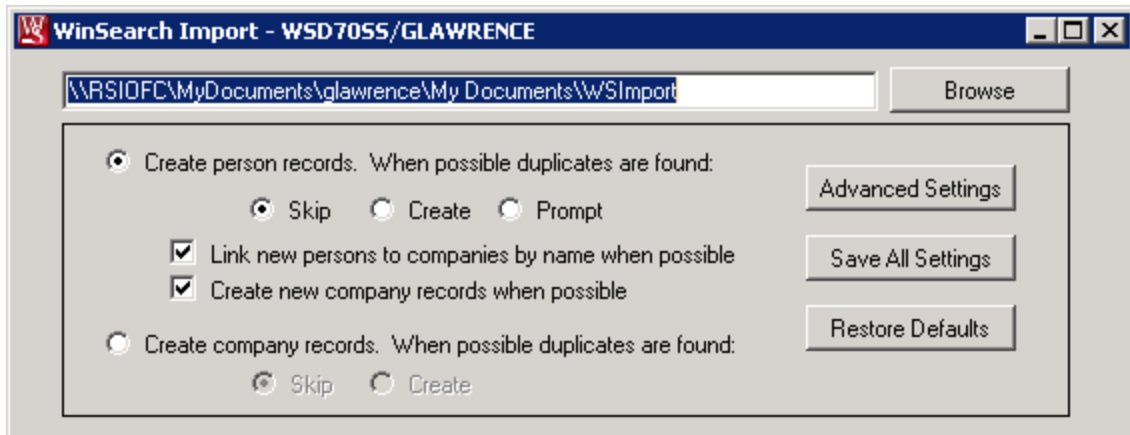 WinSearch Import - WSD70SS/GLAWRENCE
\\RSIOFC\MyDocuments\glawrence\My Documents\WSImport
Browse
Create person records. When possible duplicates are found:
Advanced Settings
Skip Create Prompt
Link new persons to companies by name when possible
Save All Settings
Create new company records when possible
Restore Defaults
Create company records. When possible duplicates are found:
Skip Create